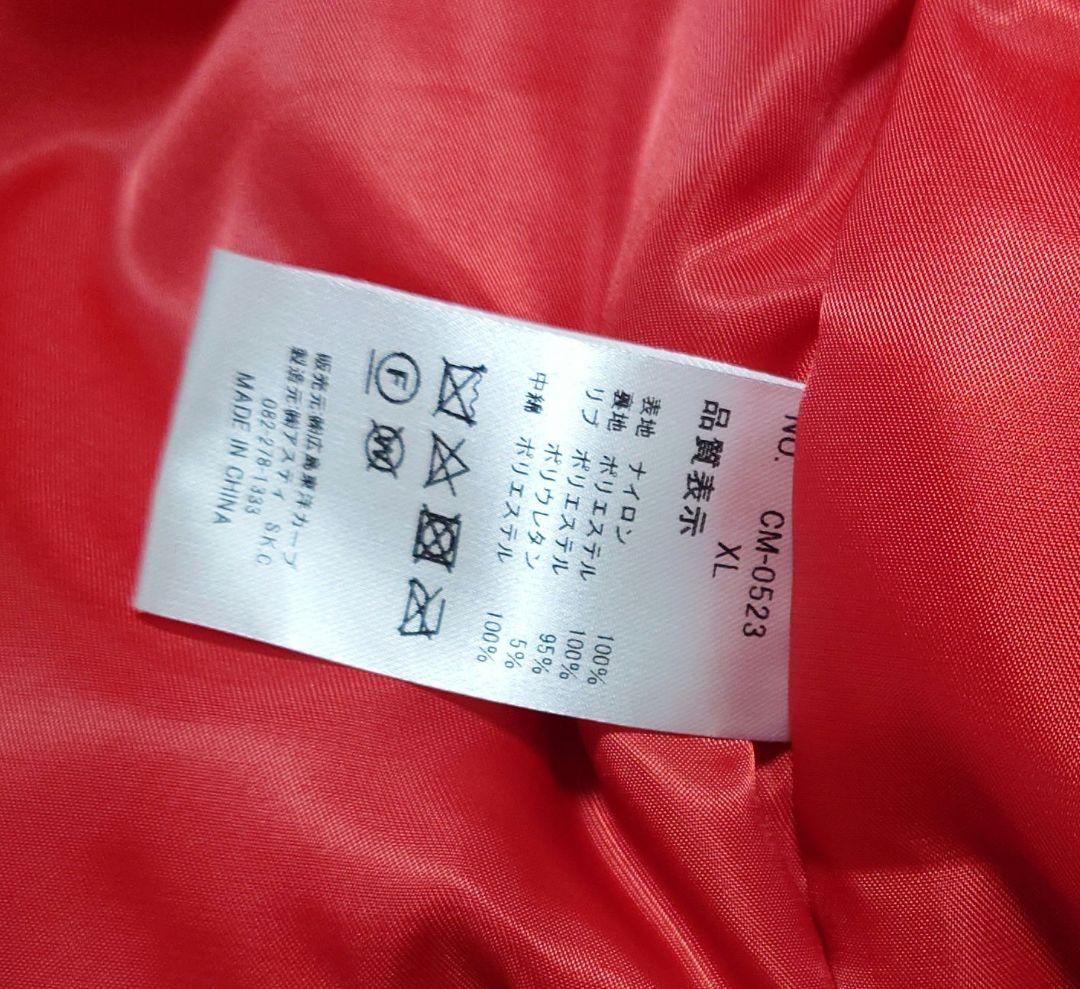 No. CM-0523
XL
品質表示
表地 ナイロン 100%
裏地 ポリエステル 100%
リブ ポリエステル 95%
ポリウレタン 5%
中綿 ポリエステル 100%
F
W
販売元㈱広島東洋カープ
製造元㈱アスティ SKC
082-278-1333
MADE IN CHINA